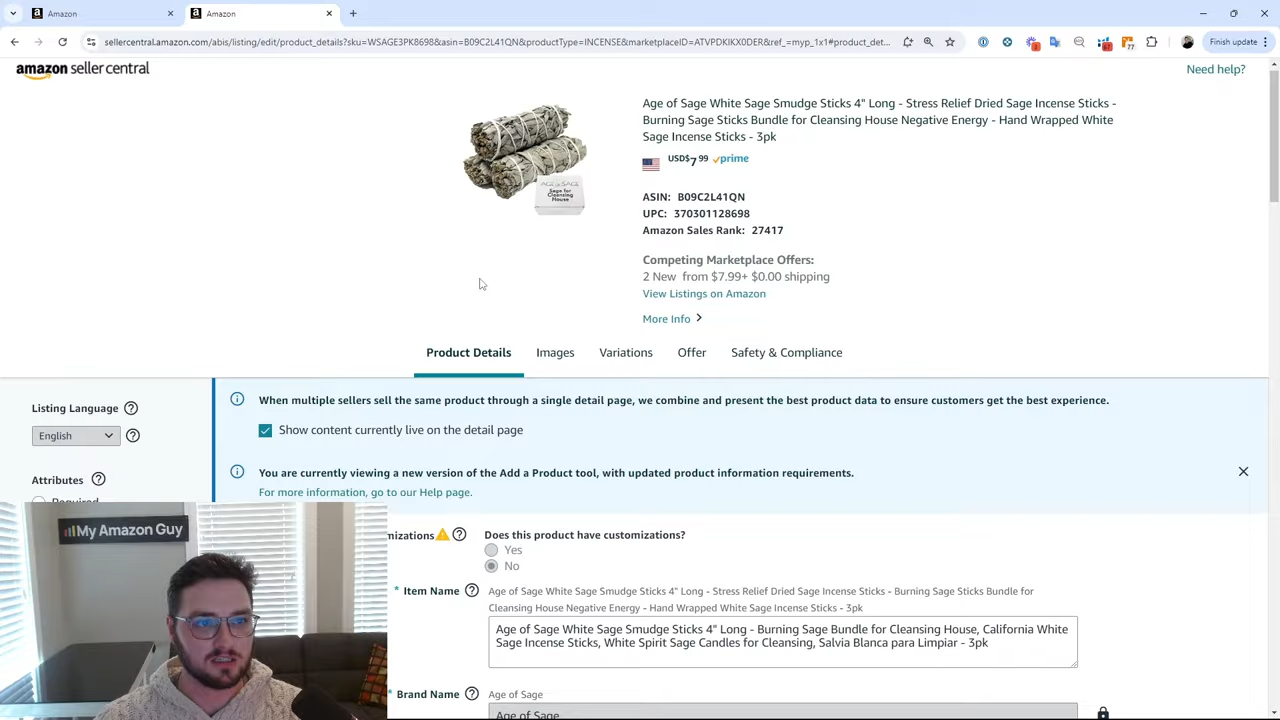 Amazon
Amazon
sellercentral.amazon.com/abis/listing/edit/product_details?sku=WSAGE3PK8698&asin=B09C2L41QN&productType=INCENSE&marketplaceID=ATVPDKIKX0DER&ref_=myp_1x1#product_de...
77
Finish update
amazon seller central
Need help?
AGE OF SAGE
Sage for
Cleansing
House
Age of Sage White Sage Smudge Sticks 4" Long - Stress Relief Dried Sage Incense Sticks -
Burning Sage Sticks Bundle for Cleansing House Negative Energy - Hand Wrapped White
Sage Incense Sticks - 3pk
USD$7.99 prime
ASIN: B09C2L41QN
UPC: 370301128698
Amazon Sales Rank: 27417
Competing Marketplace Offers:
2 New from $7.99+ $0.00 shipping
View Listings on Amazon
More Info
Product Details
Images
Variations
Offer
Safety & Compliance
Listing Language
English
Attributes
Required
When multiple sellers sell the same product through a single detail page, we combine and present the best product data to ensure customers get the best experience.
Show content currently live on the detail page
You are currently viewing a new version of the Add a Product tool, with updated product information requirements.
For more information, go to our Help page.
My Amazon Guy
mizations
Does this product have customizations?
Yes
No
* Item Name
Age of Sage White Sage Smudge Sticks 4" Long - Stress Relief Dried Sage Incense Sticks - Burning Sage Sticks Bundle for
Cleansing House Negative Energy - Hand Wrapped White Sage Incense Sticks - 3pk
Age of Sage White Sage Smudge Sticks 4" Long - Burning Sage Bundle for Cleansing House, California White
Sage Incense Sticks, White Spirit Sage Candles for Cleansing, Salvia Blanca para Limpiar - 3pk
* Brand Name
Age of Sage
Age of Sage